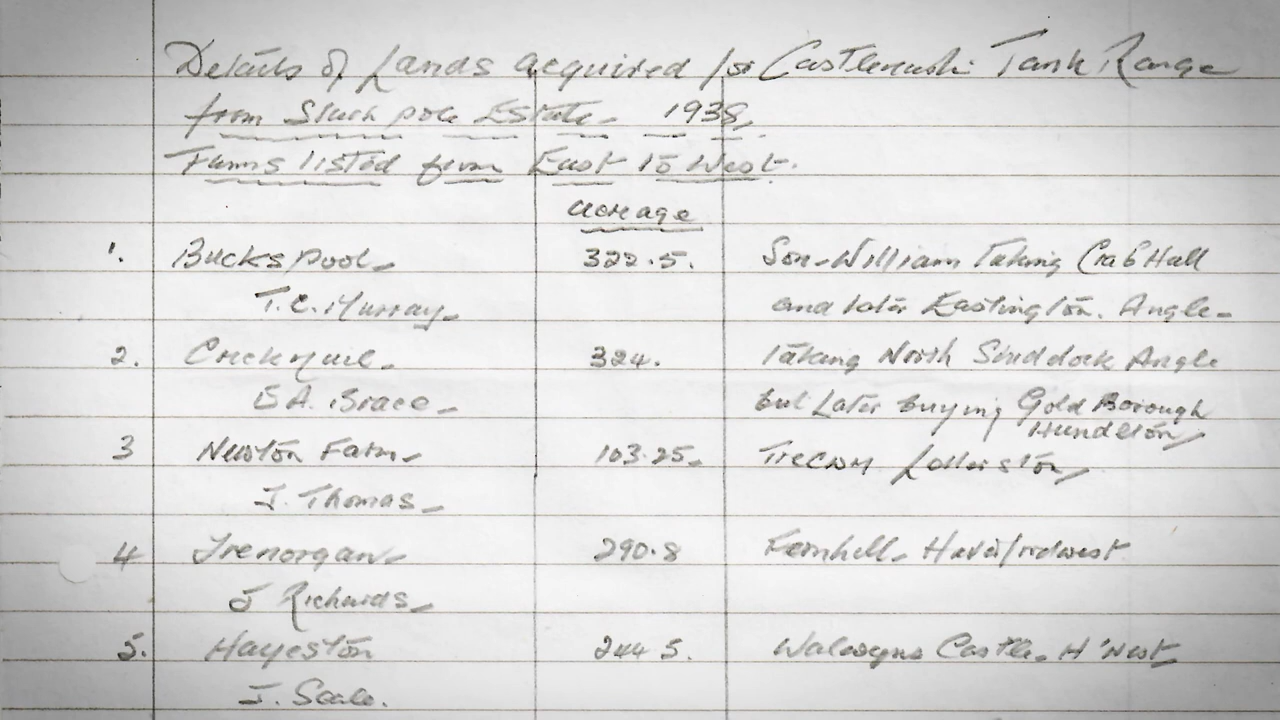 Details of Lands acquired for Castlemartin Tank Range
from Stackpole Estate - 1938.
Farms listed from East to West.
acreage
1. Buckspool - 322.5. Son - William Taking Crab Hall
T.C. Murray - and later Eastington. Angle -
2. 324. Taking North Studdock Angle
E A. Brace - but Later buying Gold Borough
Hundleton
3 Newton Farm - 103.25 -
J. Thomas -
4 Trenorgan - 290.8 Fernhill - Haverfordwest
J Richards -
5. Hayeston 244.5. Walwyns Castle - H'West
J. Scale.